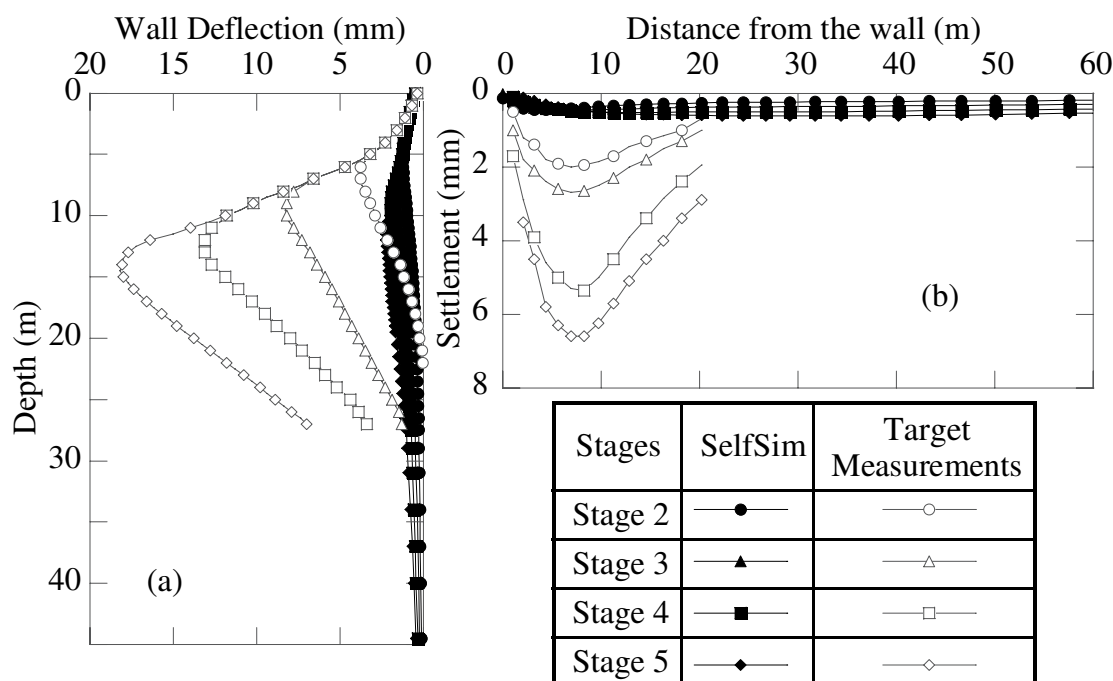 Wall Deflection (mm)
20 15 10 5 0
0
10
20
30
40
Depth (m)
(a)
Distance from the wall (m)
0 10 20 30 40 50 60
0
2
4
6
8
Settlement (mm)
(b)
Stages SelfSim Target Measurements
Stage 2
Stage 3
Stage 4
Stage 5